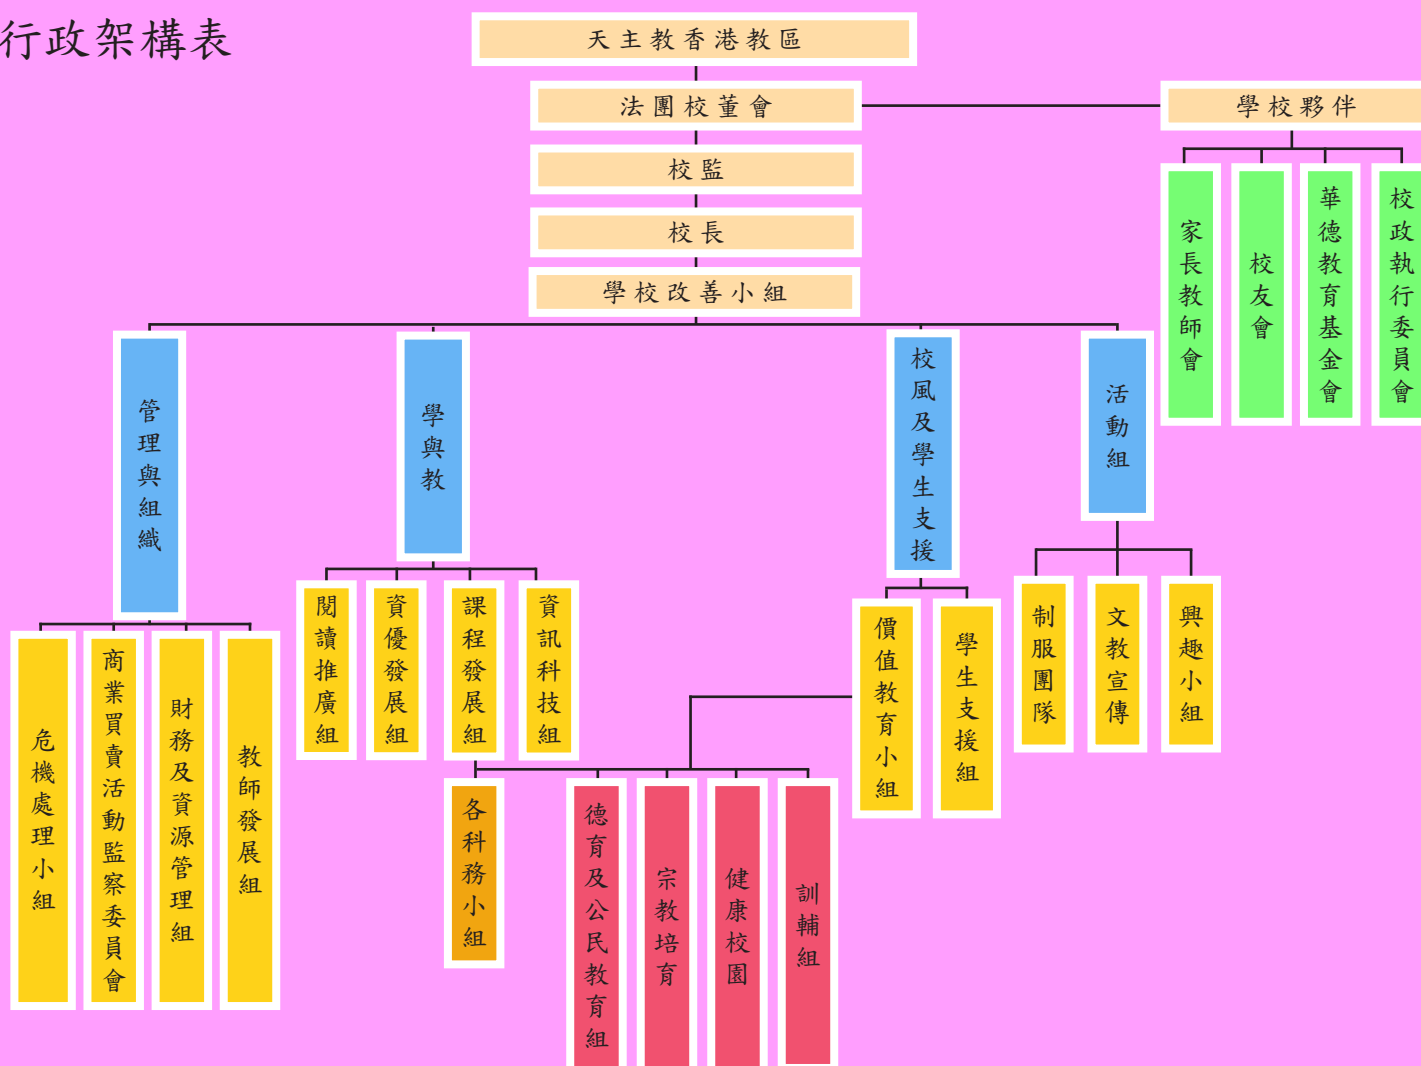 行政架構表
天主教香港教區
法團校董會
學校夥伴
校監
校長
學校改善小組
家長教師會
校友會
華德教育基金會
校政執行委員會
管理與組織
學與教
校風及學生支援
活動組
危機處理小組
商業買賣活動監察委員會
財務及資源管理組
教師發展組
閱讀推廣組
資優發展組
課程發展組
資訊科技組
價值教育小組
學生支援組
制服團隊
文教宣傳
興趣小組
各科務小組
德育及公民教育組
宗教培育
健康校園
訓輔組